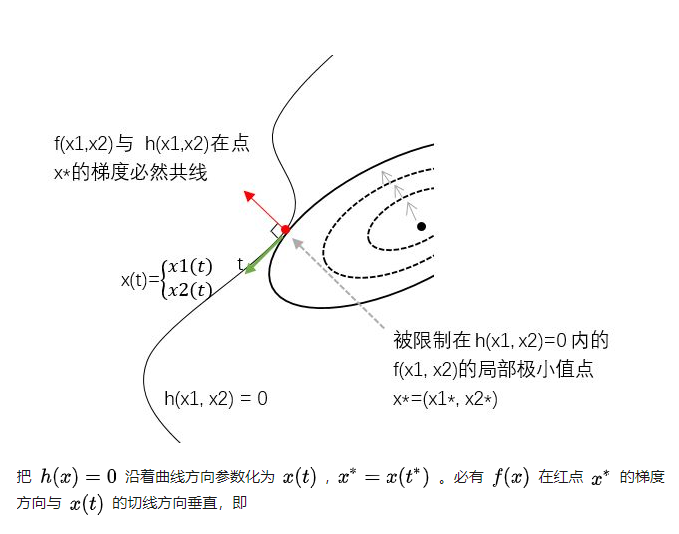 f(x1,x2)与 h(x1,x2)在点
x*的梯度必然共线
t
x(t)={x1(t)
x2(t)
被限制在h(x1, x2)=0内的
f(x1, x2)的局部极小值点
x*=(x1*, x2*)
h(x1, x2) = 0
把 h(x) = 0 沿着曲线方向参数化为 x(t) , x* = x(t*) 。必有 f(x) 在红点 x* 的梯度
方向与 x(t) 的切线方向垂直，即